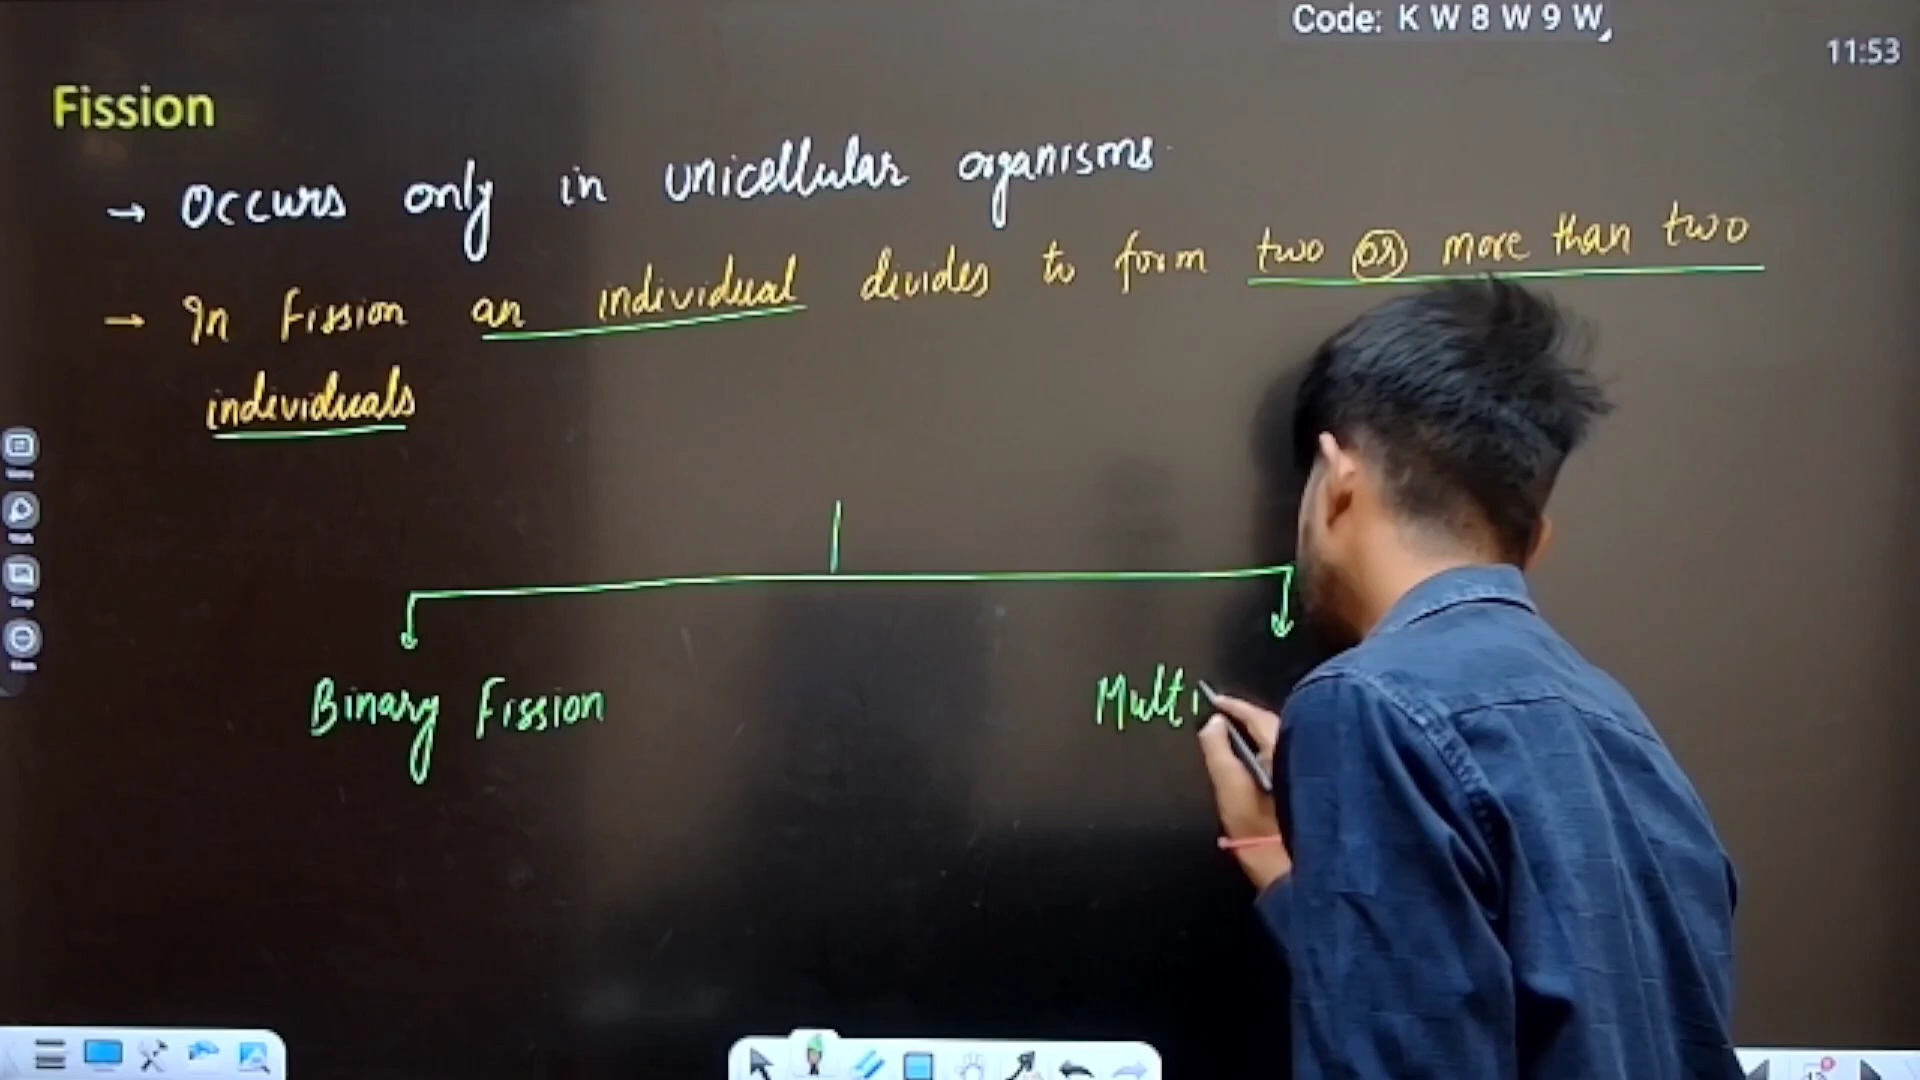 Code: K W 8 W 9 W
11:53
Fission
→ Occurs only in unicellular organisms
→ In Fission an individual divides to form two or more than two
individuals
Binary Fission
Multi